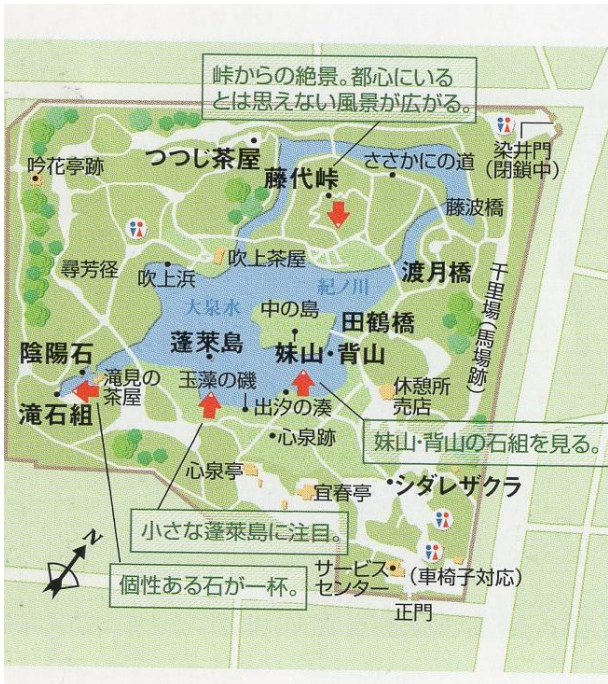 峠からの絶景。都心にいる
とは思えない風景が広がる。
つつじ茶屋
吟花亭跡
ささかにの道
染井門
(閉鎖中)
藤代峠
藤波橋
尋芳径
吹上浜
吹上茶屋
紀ノ川
渡月橋
千里場(馬場跡)
大泉水
中の島
田鶴橋
陰陽石
蓬萊島
妹山・背山
滝見の
茶屋
玉藻の磯
休憩所
売店
滝石組
出汐の湊
心泉跡
妹山・背山の石組を見る。
心泉亭
宜春亭
シダレザクラ
小さな蓬萊島に注目。
N
個性ある石が一杯。
サービス
センター
(車椅子対応)
正門